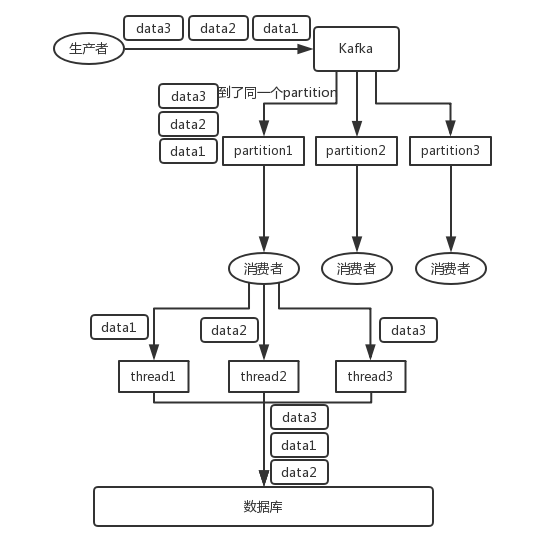 data3 data2 data1
生产者
Kafka
data3 到了同一个partition
data2
data1
partition1 partition2 partition3
消费者 消费者 消费者
data1 data2 data3
thread1 thread2 thread3
data3
data1
data2
数据库